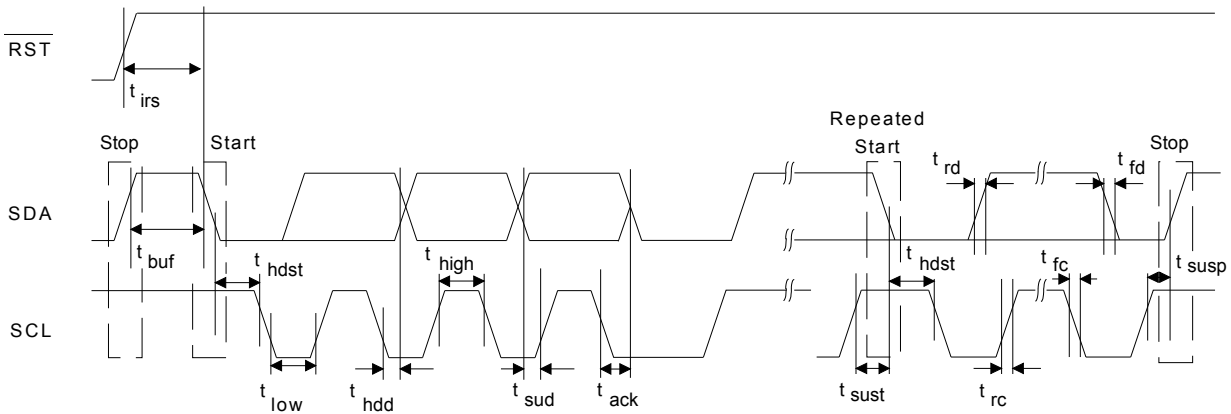 RST
t irs
Repeated
Stop Start Start Stop
t rd t fd
SDA
t buf t hdst t high t hdst t fc t susp
SCL
t low t hdd t sud t ack t sust t rc